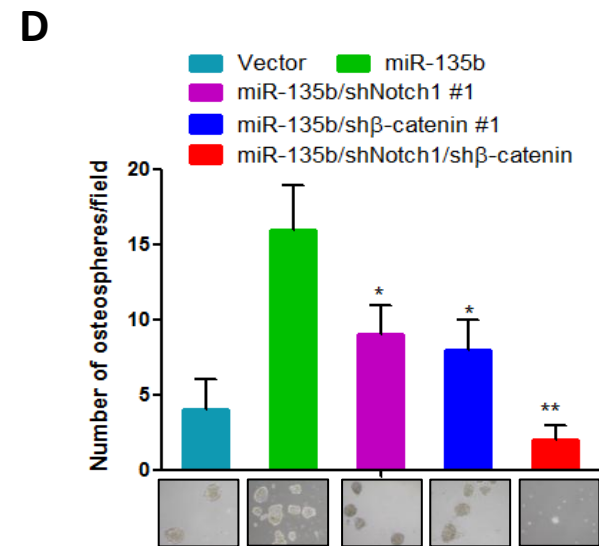 D
Vector miR-135b
miR-135b/shNotch1 #1
miR-135b/shβ-catenin #1
miR-135b/shNotch1/shβ-catenin
Number of osteospheres/field
20
15
10
5
0
*
*
**